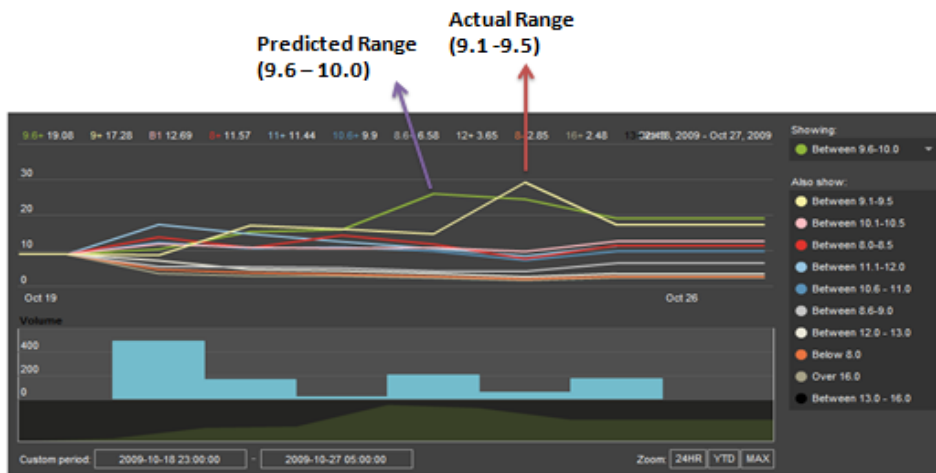 Actual Range
(9.1 -9.5)
Predicted Range
(9.6 – 10.0)
9.6+ 19.08 9+ 17.28 B1 12.69 8+ 11.57 11+ 11.44 10.6+ 9.9 8.6+ 6.58 12+ 3.65 8- 2.85 16+ 2.48 2009 - Oct 27, 2009
Showing:
Between 9.6-10.0
Also show:
Between 9.1-9.5
Between 10.1-10.5
Between 8.0-8.5
Between 11.1-12.0
Between 10.6 - 11.0
Between 8.6-9.0
Between 12.0 - 13.0
Below 8.0
Over 16.0
Between 13.0 - 16.0
30
20
10
0
Oct 19
Oct 26
Volume
400
200
0
Custom period: 2009-10-18 23:00:00 - 2009-10-27 05:00:00
Zoom: 24HR YTD MAX